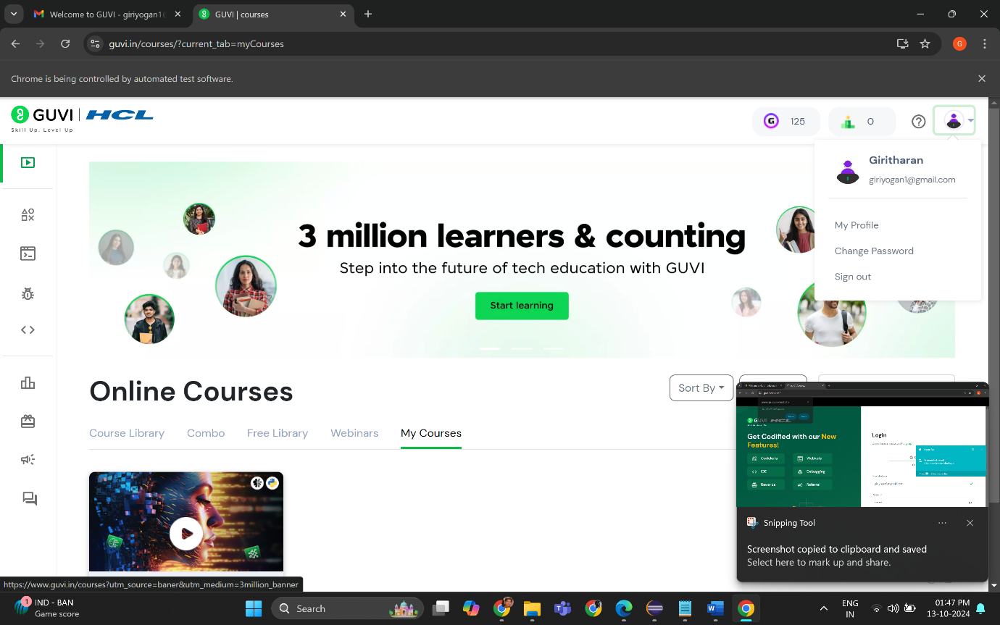 Welcome to GUVI - giriyogan1@
GUVI | courses
guvi.in/courses/?current_tab=myCourses
G
Chrome is being controlled by automated test software.
GUVI | HCL
Skill Up. Level Up
G 125
0
Giritharan
giriyogan1@gmail.com
My Profile
Change Password
Sign out
3 million learners & counting
Step into the future of tech education with GUVI
Start learning
Online Courses
Sort By
Course Library
Combo
Free Library
Webinars
My Courses
GUVI HCL
Get Codified with our New
Features!
Codekata
Webkata
IDE
Debugging
Rewards
Referral
Login
Snipping Tool
Screenshot copied to clipboard and saved
Select here to mark up and share.
https://www.guvi.in/courses?utm_source=baner&utm_medium=3million_banner
1
IND - BAN
Game score
Search
ENG
IN
01:47 PM
13-10-2024